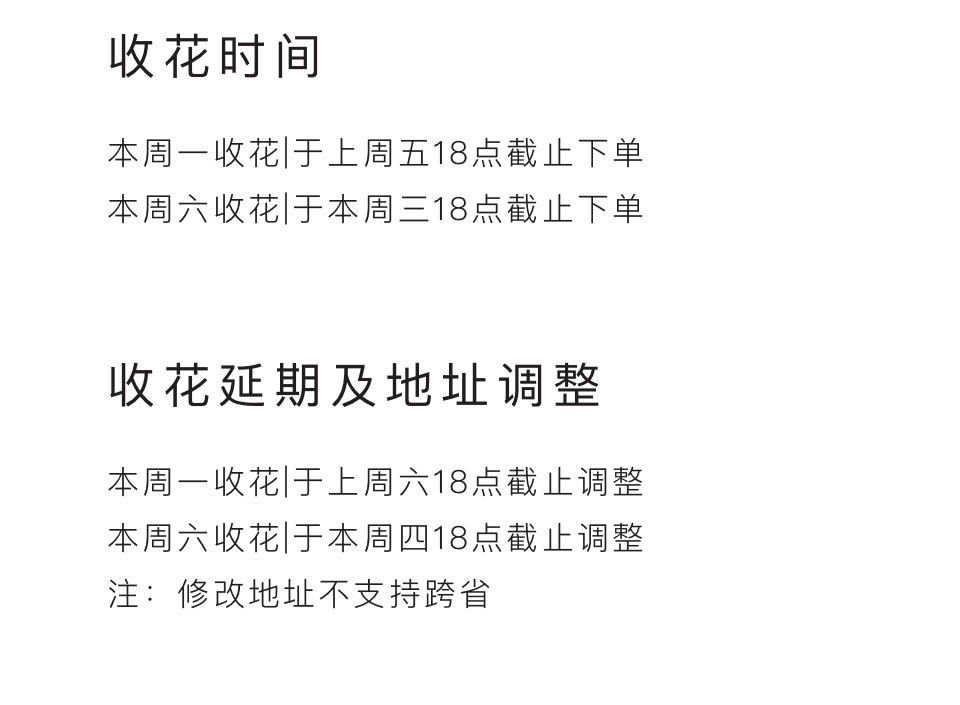 收花时间
本周一收花|于上周五18点截止下单
本周六收花|于本周三18点截止下单
收花延期及地址调整
本周一收花|于上周六18点截止调整
本周六收花|于本周四18点截止调整
注：修改地址不支持跨省